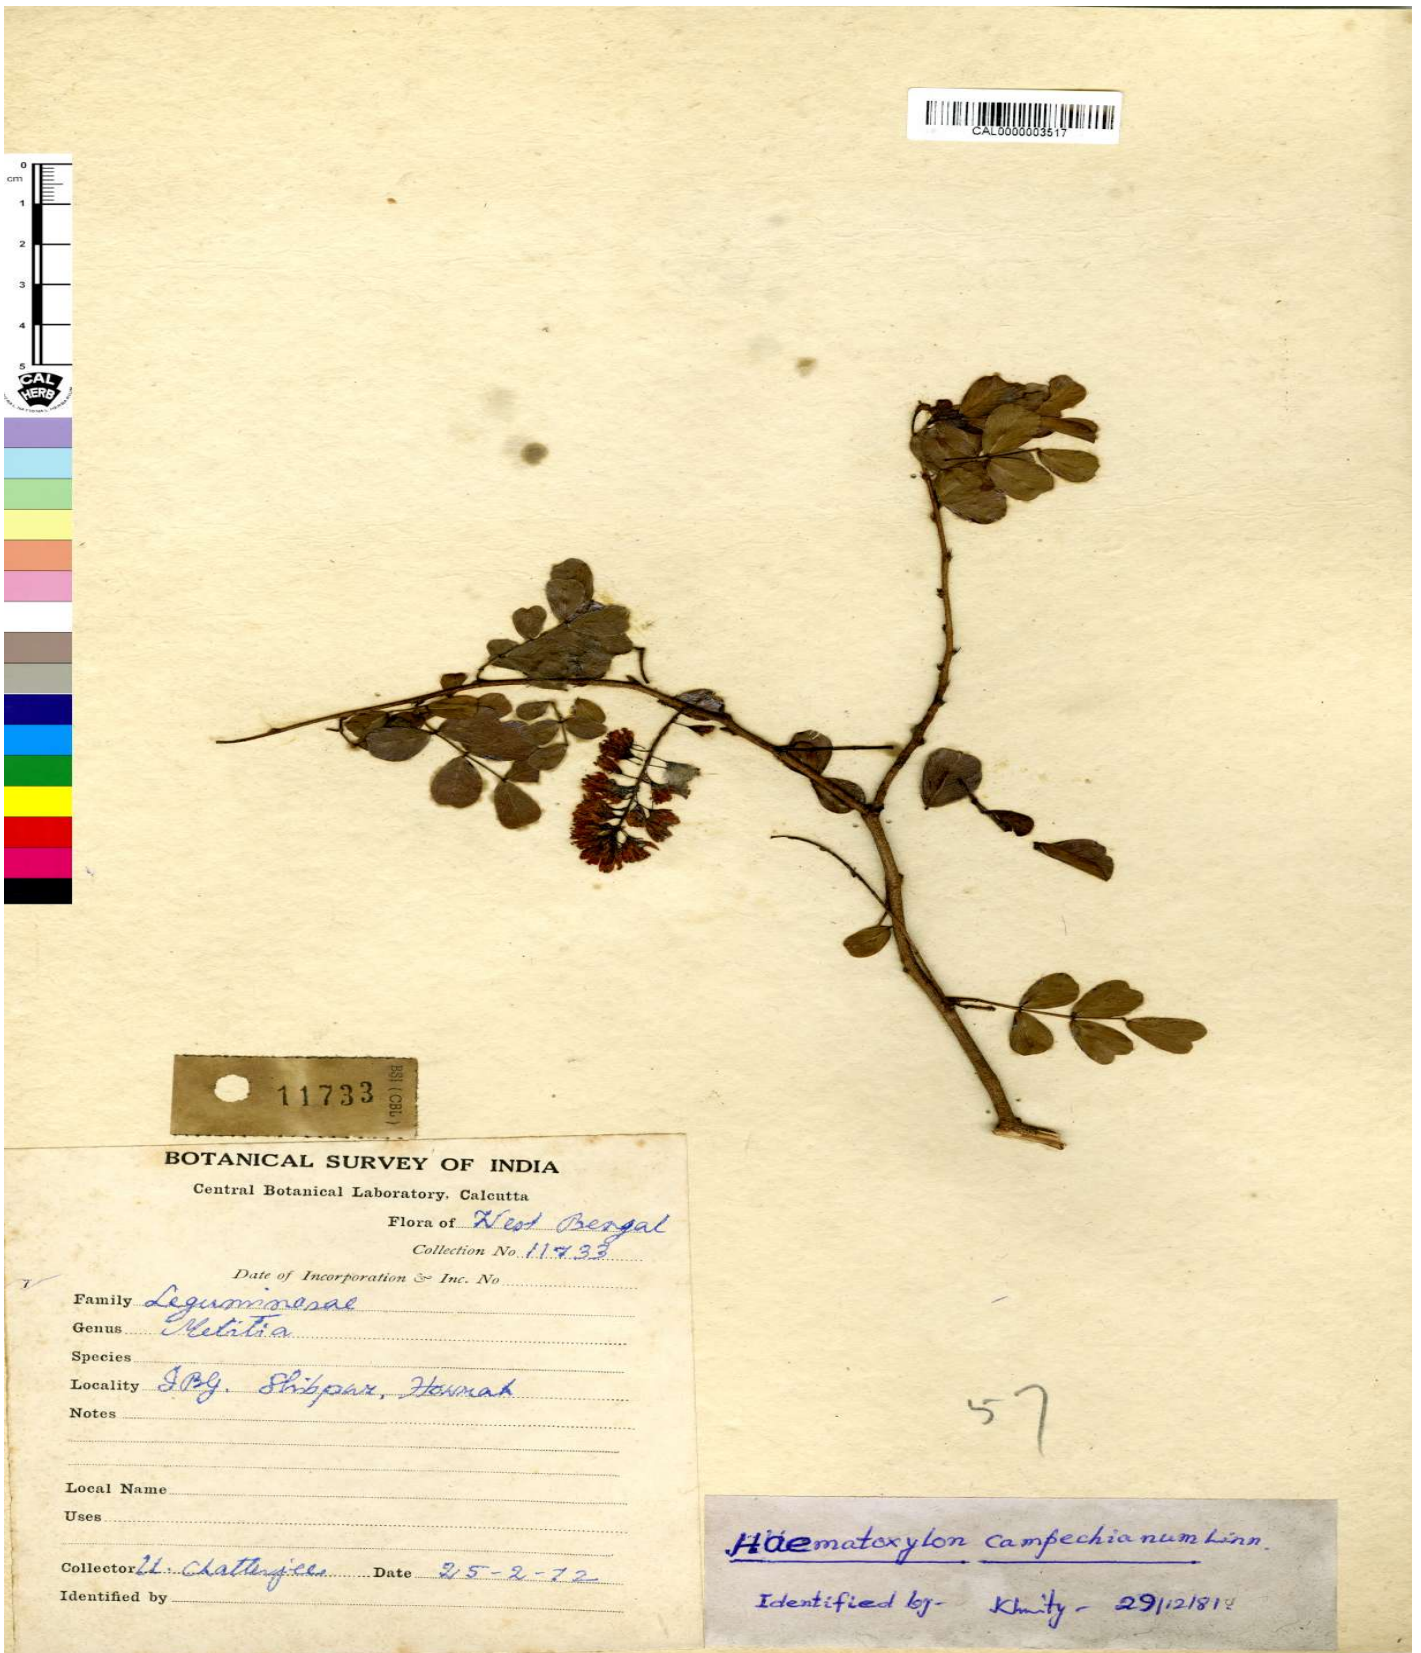 CAL0000003517
0
cm
1
2
3
4
5
CAL
HERB
11733
BSI (CBL)
BOTANICAL SURVEY OF INDIA
Central Botanical Laboratory, Calcutta
Flora of West Bengal
Collection No. 11733
Date of Incorporation & Inc. No
Family Leguminosae
Genus
Species
Locality IBG. Shibpur, Howrah
Notes
Local Name
Uses
Collector U. Chatterjee Date 25-2-72
Identified by
57
Haematoxylon campechianum Linn.
Identified by-